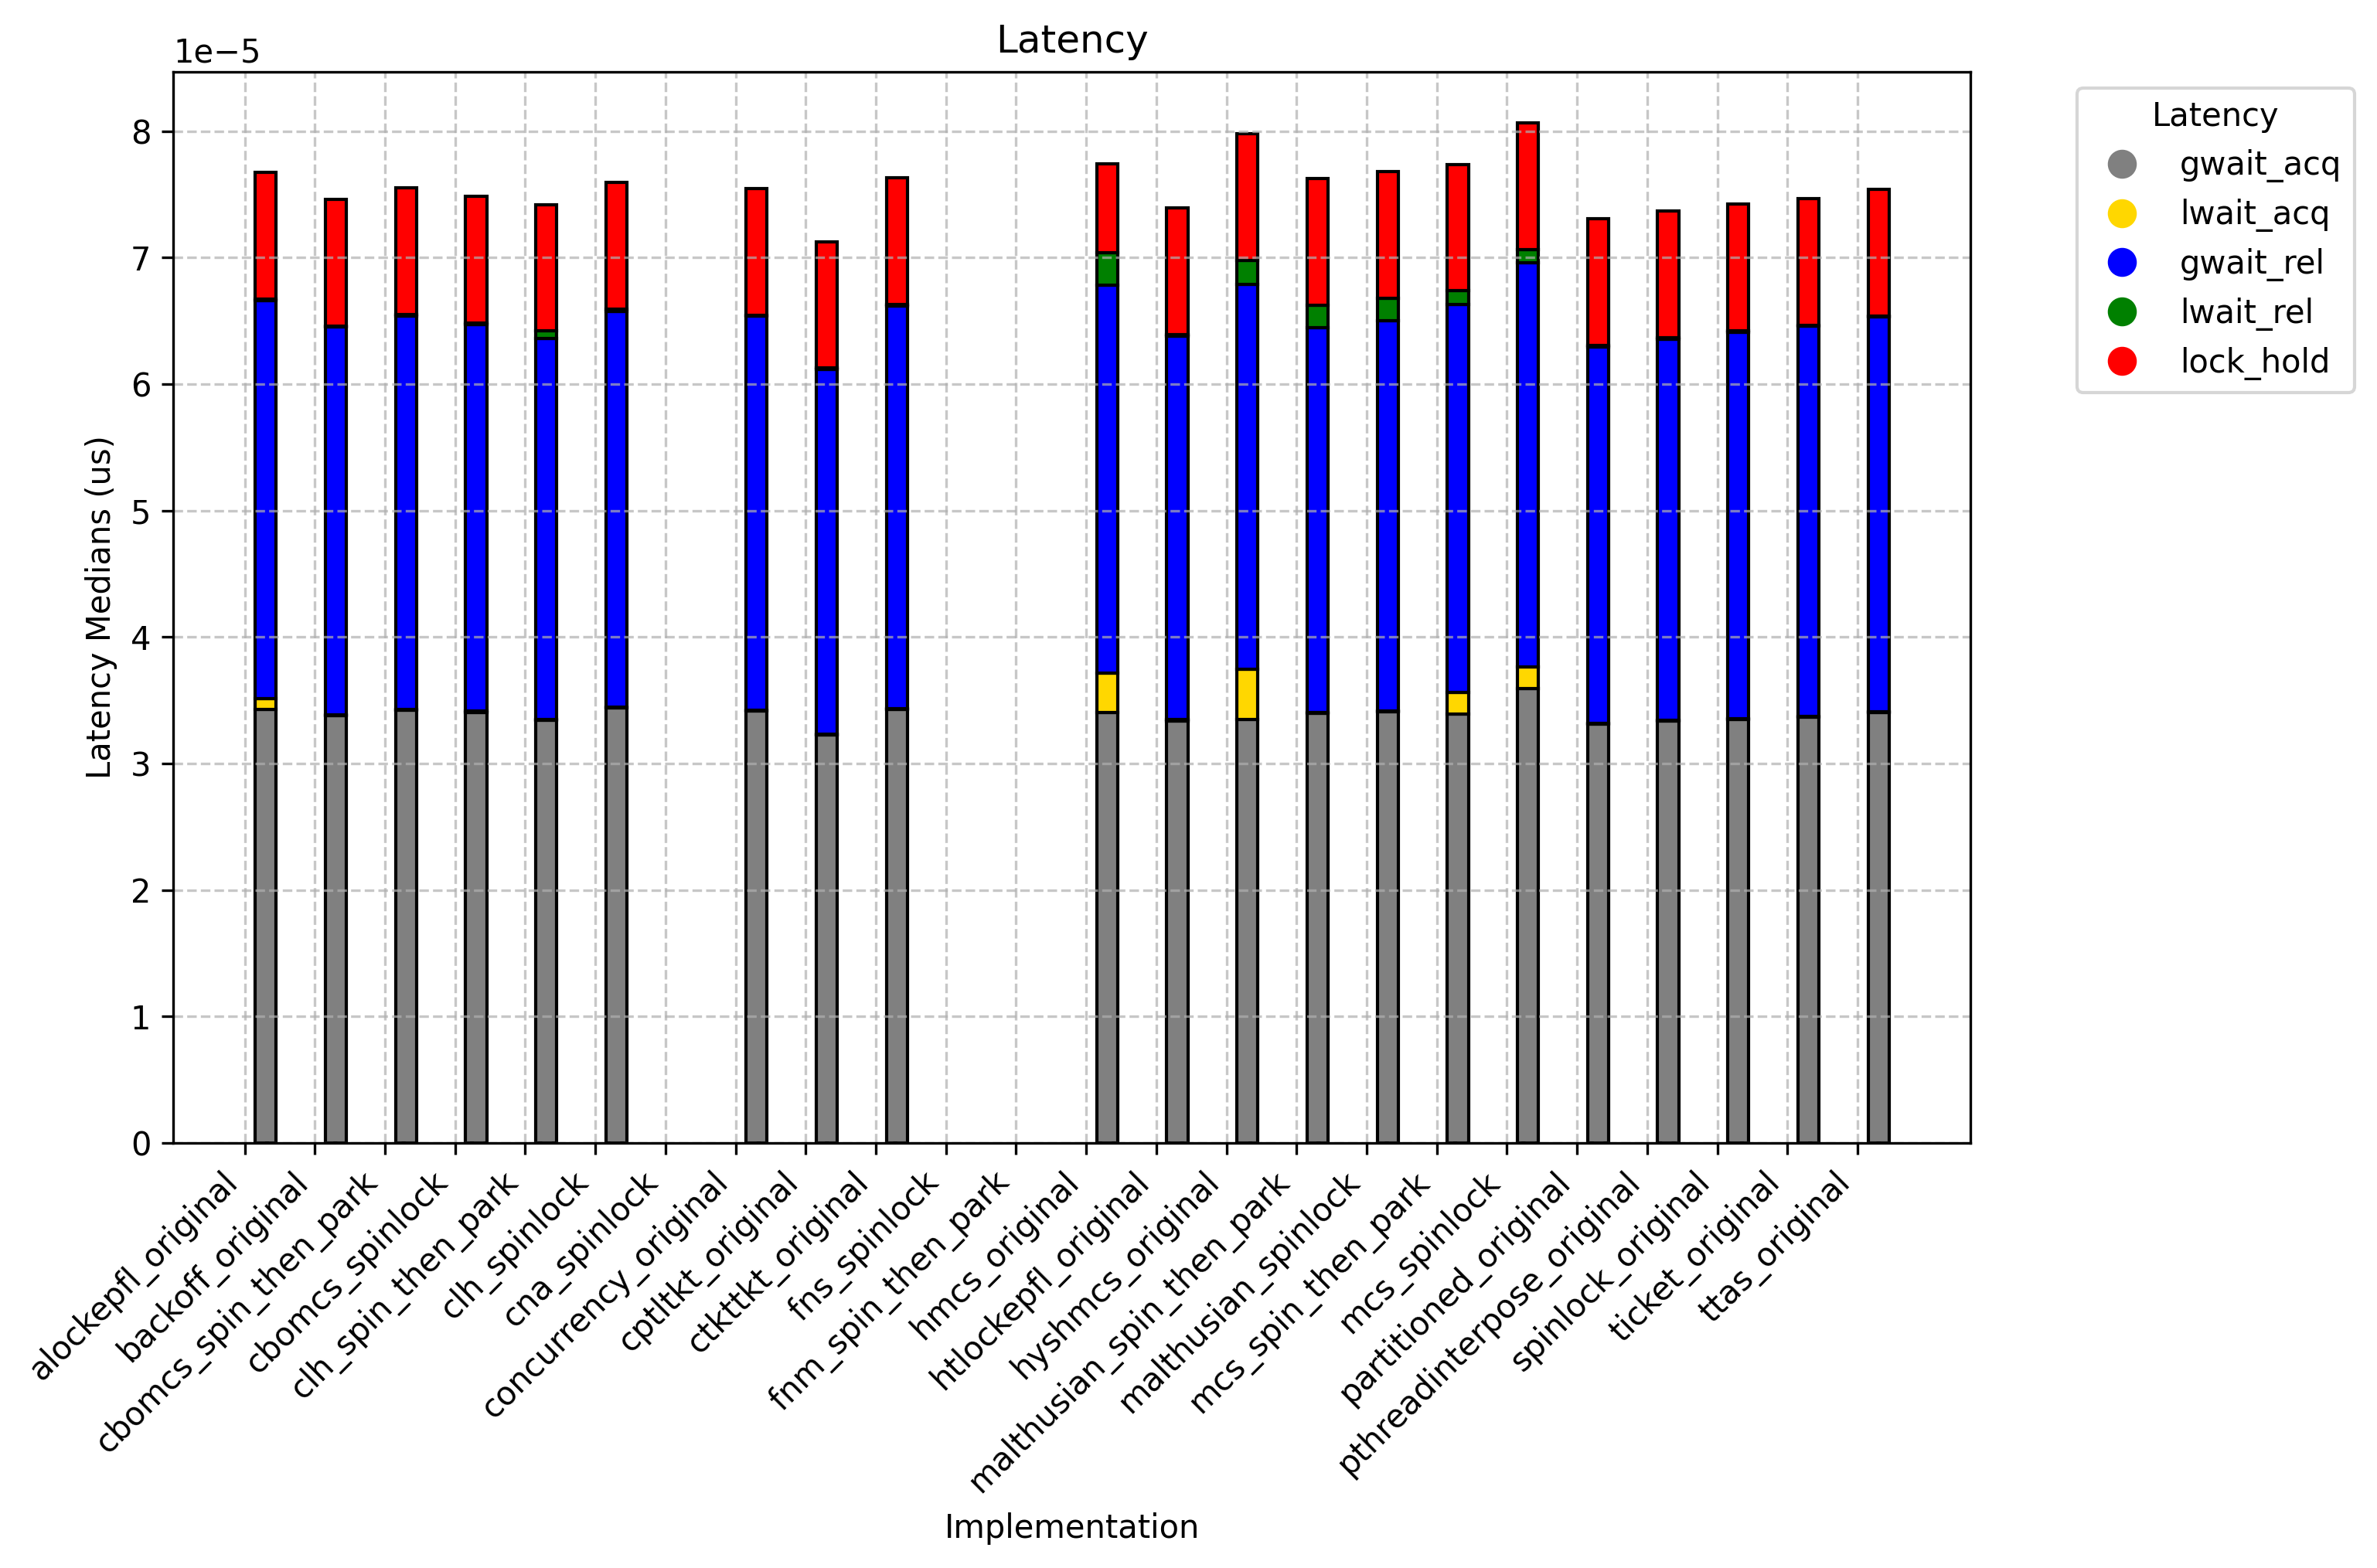 Latency
1e−5
8
7
6
5
4
3
2
1
0
Latency Medians (us)
alockepfl_original
backoff_original
cbomcs_spin_then_park
cbomcs_spinlock
clh_spin_then_park
clh_spinlock
cna_spinlock
concurrency_original
cptltkt_original
ctkttkt_original
fns_spinlock
fnm_spin_then_park
hmcs_original
htlockepfl_original
hyshmcs_original
malthusian_spin_then_park
malthusian_spinlock
mcs_spin_then_park
mcs_spinlock
partitioned_original
pthreadinterpose_original
spinlock_original
ticket_original
ttas_original
Implementation
Latency
gwait_acq
lwait_acq
gwait_rel
lwait_rel
lock_hold